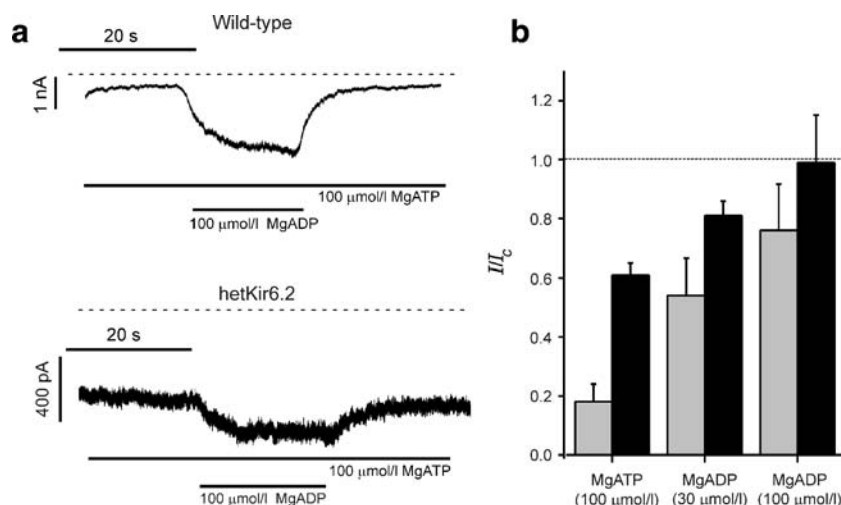 a
Wild-type
20 s
1 nA
100 μmol/l MgATP
100 μmol/l MgADP
hetKir6.2
20 s
400 pA
100 μmol/l MgATP
100 μmol/l MgADP
b
1.2
1.0
0.8
0.6
0.4
0.2
0.0
I/Ic
MgATP MgADP MgADP
(100 μmol/l) (30 μmol/l) (100 μmol/l)